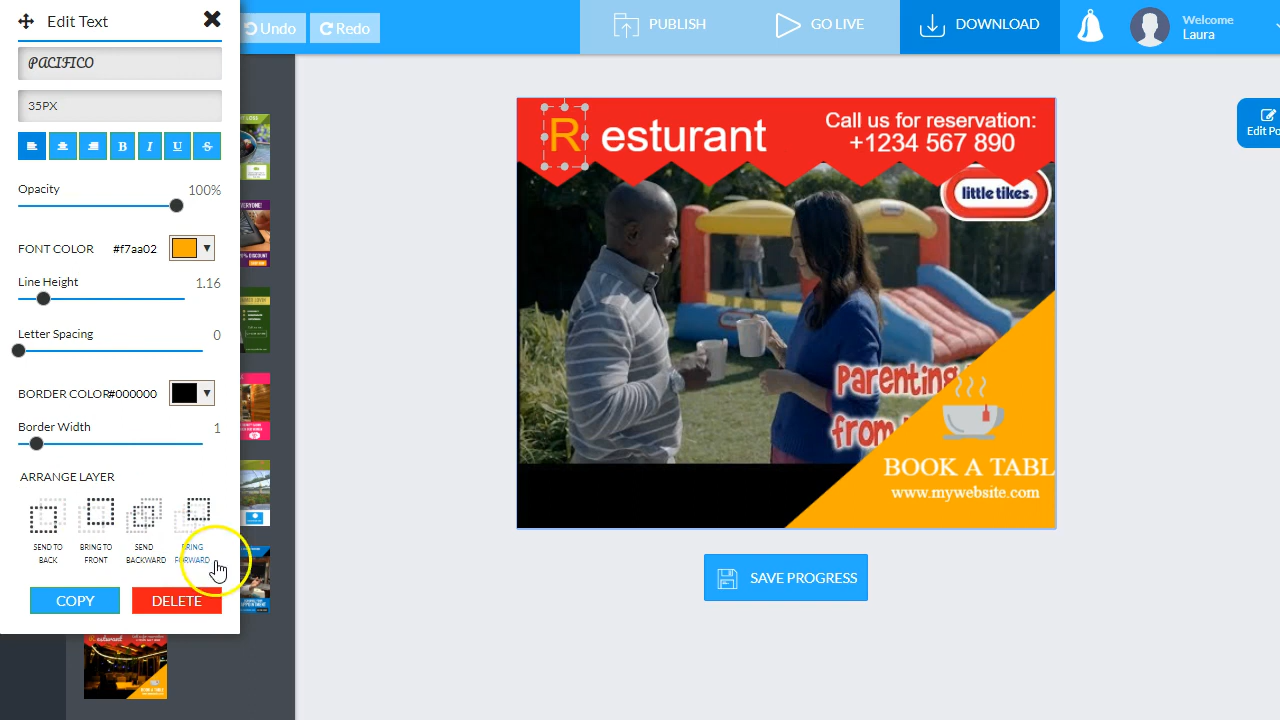 Edit Text
Undo
Redo
PUBLISH
GO LIVE
DOWNLOAD
Welcome
Laura
PACIFICO
35PX
B I U S
Opacity
100%
FONT COLOR #f7aa02
Line Height
1.16
Letter Spacing
0
BORDER COLOR#000000
Border Width
1
ARRANGE LAYER
SEND TO
BACK
BRING TO
FRONT
SEND
BACKWARD
BRING
FORWARD
COPY
DELETE
R esturant
Call us for reservation:
+1234 567 890
little tikes
Parenting
from
BOOK A TABL
www.mywebsite.com
SAVE PROGRESS
Edit Po